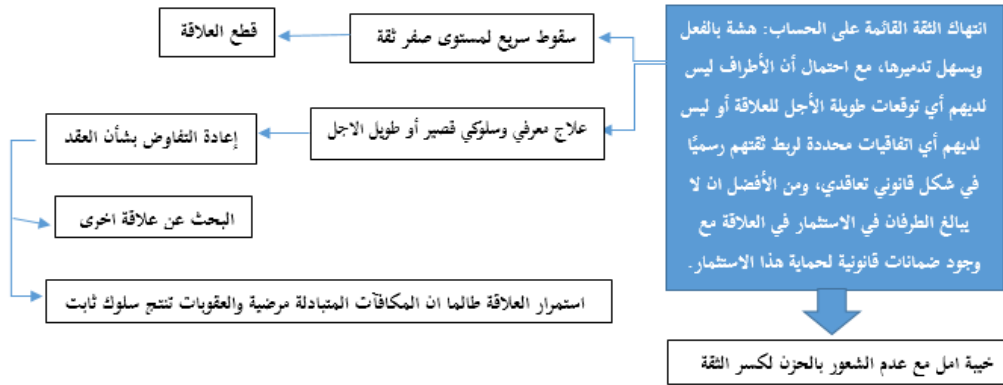 انتهاك الثقة القائمة على الحساب: هشة بالفعل
ويسهل تدميرها، مع احتمال أن الأطراف ليس
لديهم أي توقعات طويلة الأجل للعلاقة أو ليس
لديهم أي اتفاقيات محددة لربط ثقتهم رسميًا
في شكل قانوني تعاقدي، ومن الأفضل ان لا
يبالغ الطرفان في الاستثمار في العلاقة مع
وجود ضمانات قانونية لحماية هذا الاستثمار.
سقوط سريع لمستوى صفر ثقة
قطع العلاقة
علاج معرفي وسلوكي قصير أو طويل الاجل
إعادة التفاوض بشأن العقد
البحث عن علاقة اخرى
استمرار العلاقة طالما ان المكافآت المتبادلة مرضية والعقوبات تنتج سلوك ثابت
خيبة امل مع عدم الشعور بالحزن لكسر الثقة